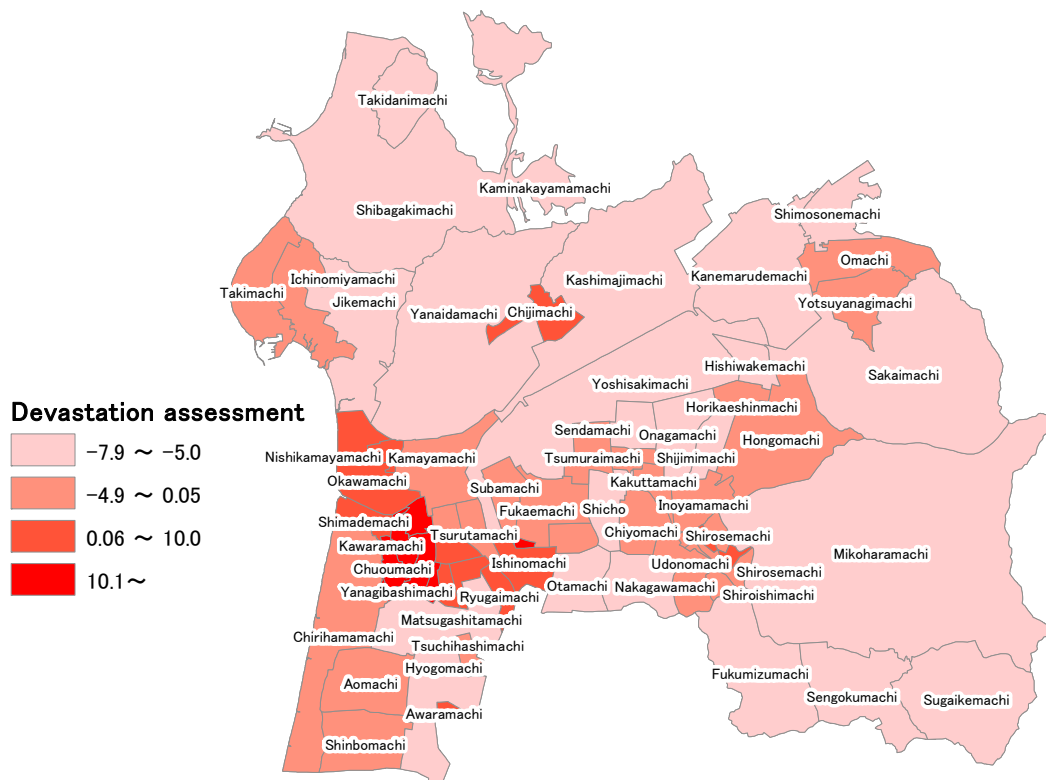 Takidanimachi
Kaminakayamamachi
Shibagakimachi
Shimosonemachi
Omachi
Kanemarudemachi
Ichinomiyamachi
Kashimajimachi
Takimachi
Jikemachi
Yotsuyanagimachi
Yanaidamachi
Chijimachi
Hishiwakemachi
Sakaimachi
Yoshisakimachi
Horikaeshinmachi
Devastation assessment
-7.9 ～ -5.0
-4.9 ～ 0.05
0.06 ～ 10.0
10.1～
Sendamachi
Onagamachi
Hongomachi
Nishikamayamachi
Kamayamachi
Tsumuraimachi
Shijimimachi
Okawamachi
Subamachi
Kakuttamachi
Fukaemachi
Shicho
Inoyamamachi
Shimademachi
Tsurutamachi
Chiyomachi
Shirosemachi
Kawaramachi
Mikoharamachi
Chuoumachi
Ishinomachi
Udonomachi
Shirosemachi
Yanagibashimachi
Ryugaimachi
Otamachi
Nakagawamachi
Shiroishimachi
Matsugashitamachi
Chirihamamachi
Tsuchihashimachi
Hyogomachi
Fukumizumachi
Aomachi
Sengokumachi
Sugaikemachi
Awaramachi
Shinbomachi